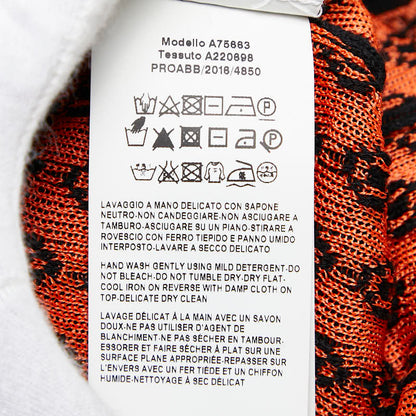 Modello A75663
Tessuto A220698
PROABB/2016/4850
LAVAGGIO A MANO DELICATO CON SAPONE
NEUTRO-NON CANDEGGIARE-NON ASCIUGARE A
TAMBURO-ASCIUGARE SU UN PIANO-STIRARE A
ROVESCIO CON FERRO TIEPIDO E PANNO UMIDO
INTERPOSTO-LAVARE A SECCO DELICATO
HAND WASH GENTLY USING MILD DETERGENT-DO
NOT BLEACH-DO NOT TUMBLE DRY-DRY FLAT-
COOL IRON ON REVERSE WITH DAMP CLOTH ON
TOP-DELICATE DRY CLEAN
LAVAGE DÉLICAT À LA MAIN AVEC UN SAVON
DOUX-NE PAS UTILISER D'AGENT DE
BLANCHIMENT-NE PAS SÉCHER EN TAMBOUR-
ESSORER ET FAIRE SÉCHER À PLAT SUR UNE
SURFACE PLANE APPROPRIÉE-REPASSER SUR
L'ENVERS AVEC UN FER TIÈDE ET UN CHIFFON
HUMIDE-NETTOYAGE À SEC DÉLICAT